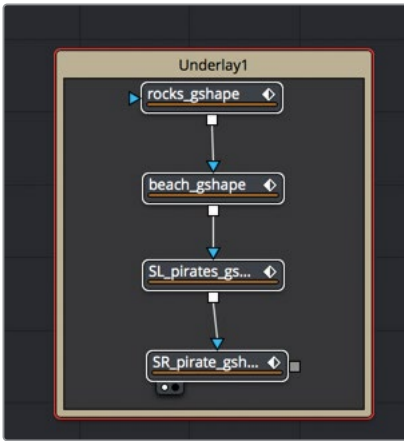 Underlay1
rocks_gshape
beach_gshape
SL_pirates_gs...
SR_pirate_gsh...